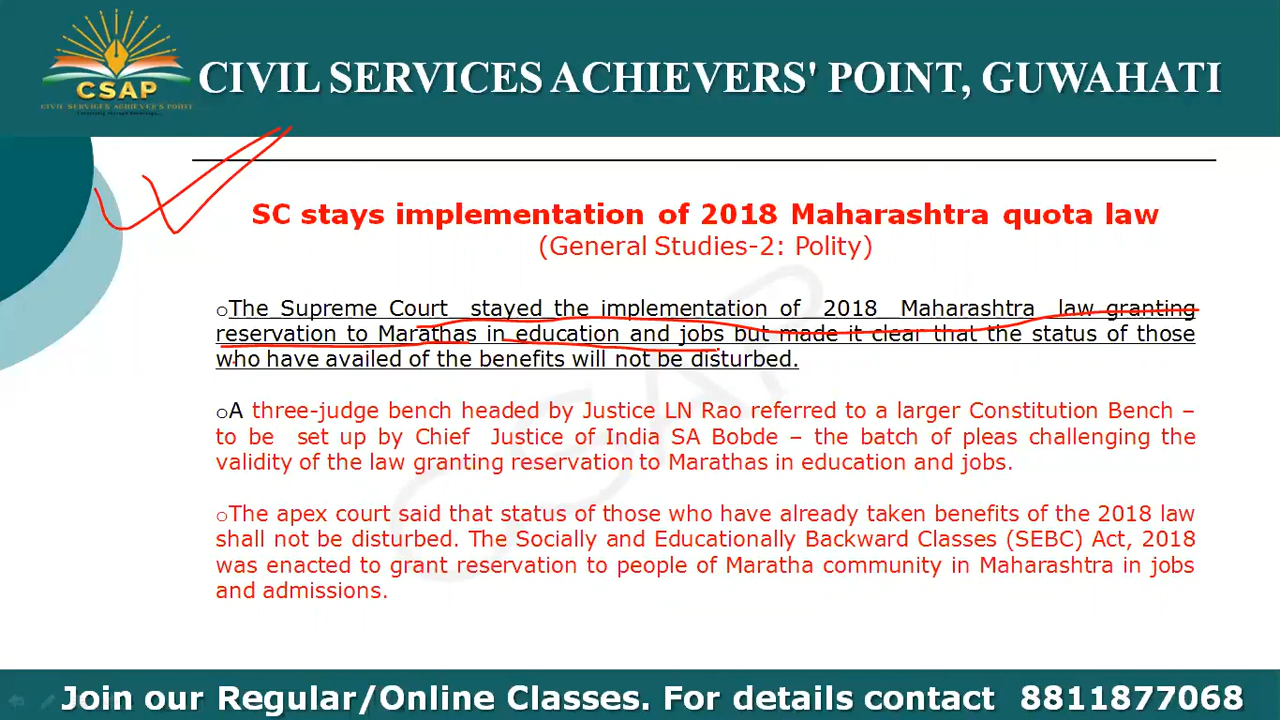 CSAP
CIVIL SERVICES ACHIEVER'S POINT
CIVIL SERVICES ACHIEVERS' POINT, GUWAHATI
SC stays implementation of 2018 Maharashtra quota law
(General Studies-2: Polity)
oThe Supreme Court stayed the implementation of 2018 Maharashtra law granting
reservation to Marathas in education and jobs but made it clear that the status of those
who have availed of the benefits will not be disturbed.
oA three-judge bench headed by Justice LN Rao referred to a larger Constitution Bench –
to be set up by Chief Justice of India SA Bobde – the batch of pleas challenging the
validity of the law granting reservation to Marathas in education and jobs.
oThe apex court said that status of those who have already taken benefits of the 2018 law
shall not be disturbed. The Socially and Educationally Backward Classes (SEBC) Act, 2018
was enacted to grant reservation to people of Maratha community in Maharashtra in jobs
and admissions.
CSAP
Join our Regular/Online Classes. For details contact 8811877068